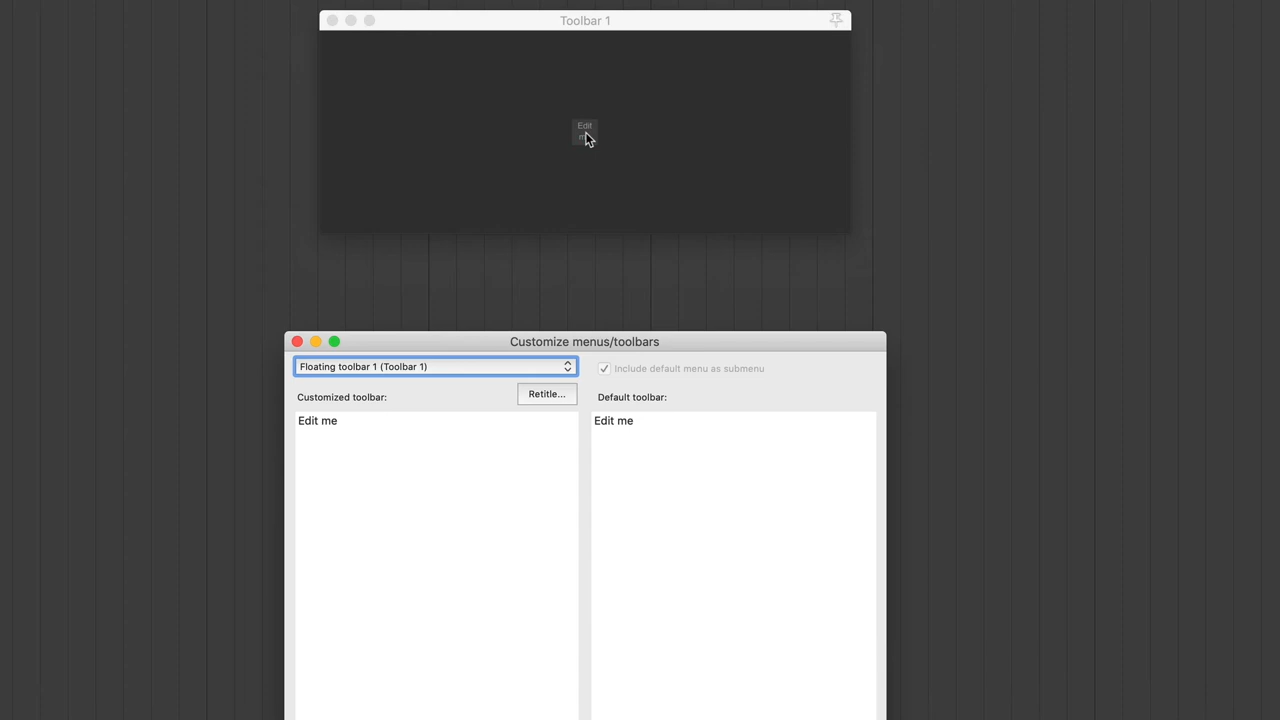 Toolbar 1
Edit
Customize menus/toolbars
Floating toolbar 1 (Toolbar 1)
Include default menu as submenu
Customized toolbar:
Retitle...
Default toolbar:
Edit me
Edit me